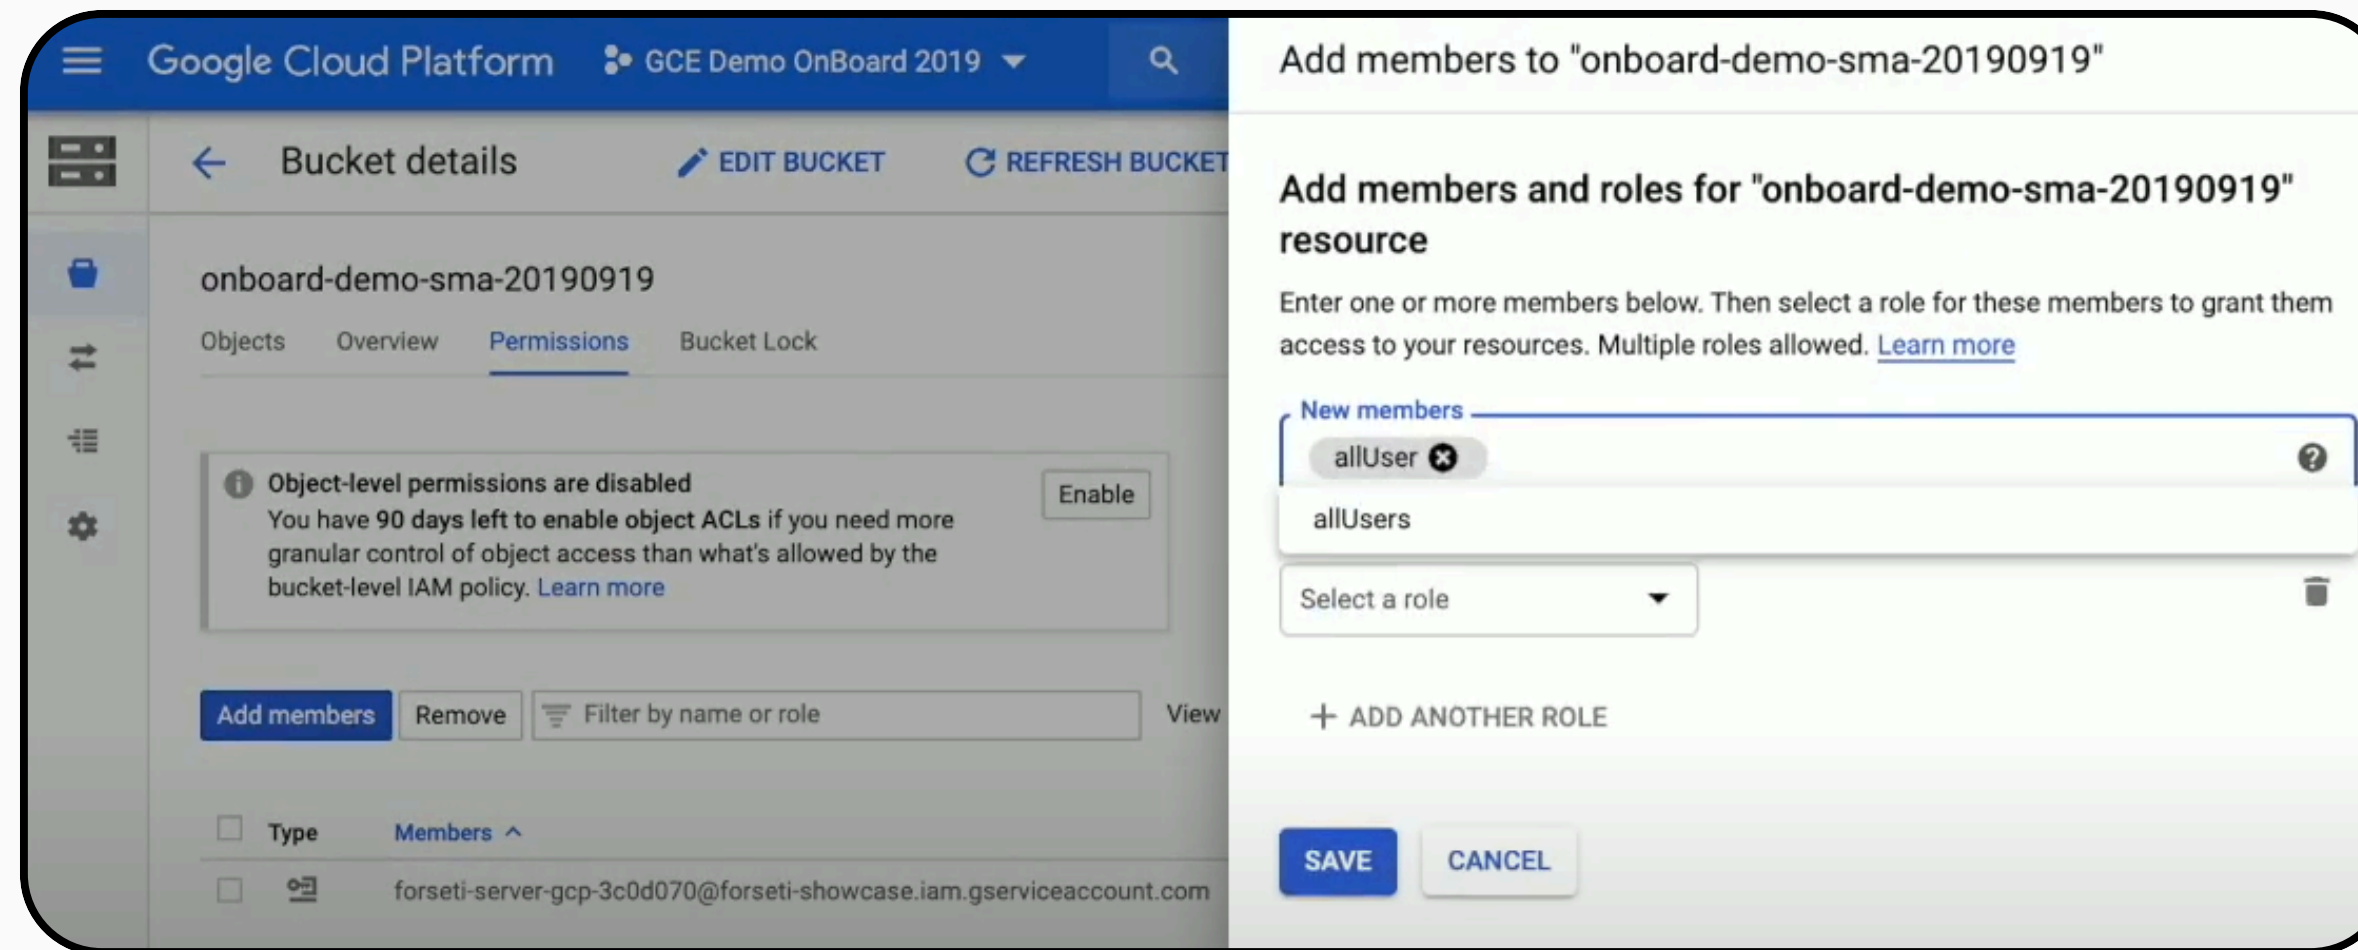 Google Cloud Platform
GCE Demo OnBoard 2019
Bucket details
EDIT BUCKET
REFRESH BUCKET
onboard-demo-sma-20190919
Objects
Overview
Permissions
Bucket Lock
Object-level permissions are disabled
You have 90 days left to enable object ACLs if you need more
granular control of object access than what's allowed by the
bucket-level IAM policy. Learn more
Enable
Add members
Remove
Filter by name or role
View
Type
Members
forseti-server-gcp-3c0d070@forseti-showcase.iam.gserviceaccount.com
Add members to "onboard-demo-sma-20190919"
Add members and roles for "onboard-demo-sma-20190919"
resource
Enter one or more members below. Then select a role for these members to grant them
access to your resources. Multiple roles allowed. Learn more
New members
allUser
allUsers
Select a role
+ ADD ANOTHER ROLE
SAVE
CANCEL